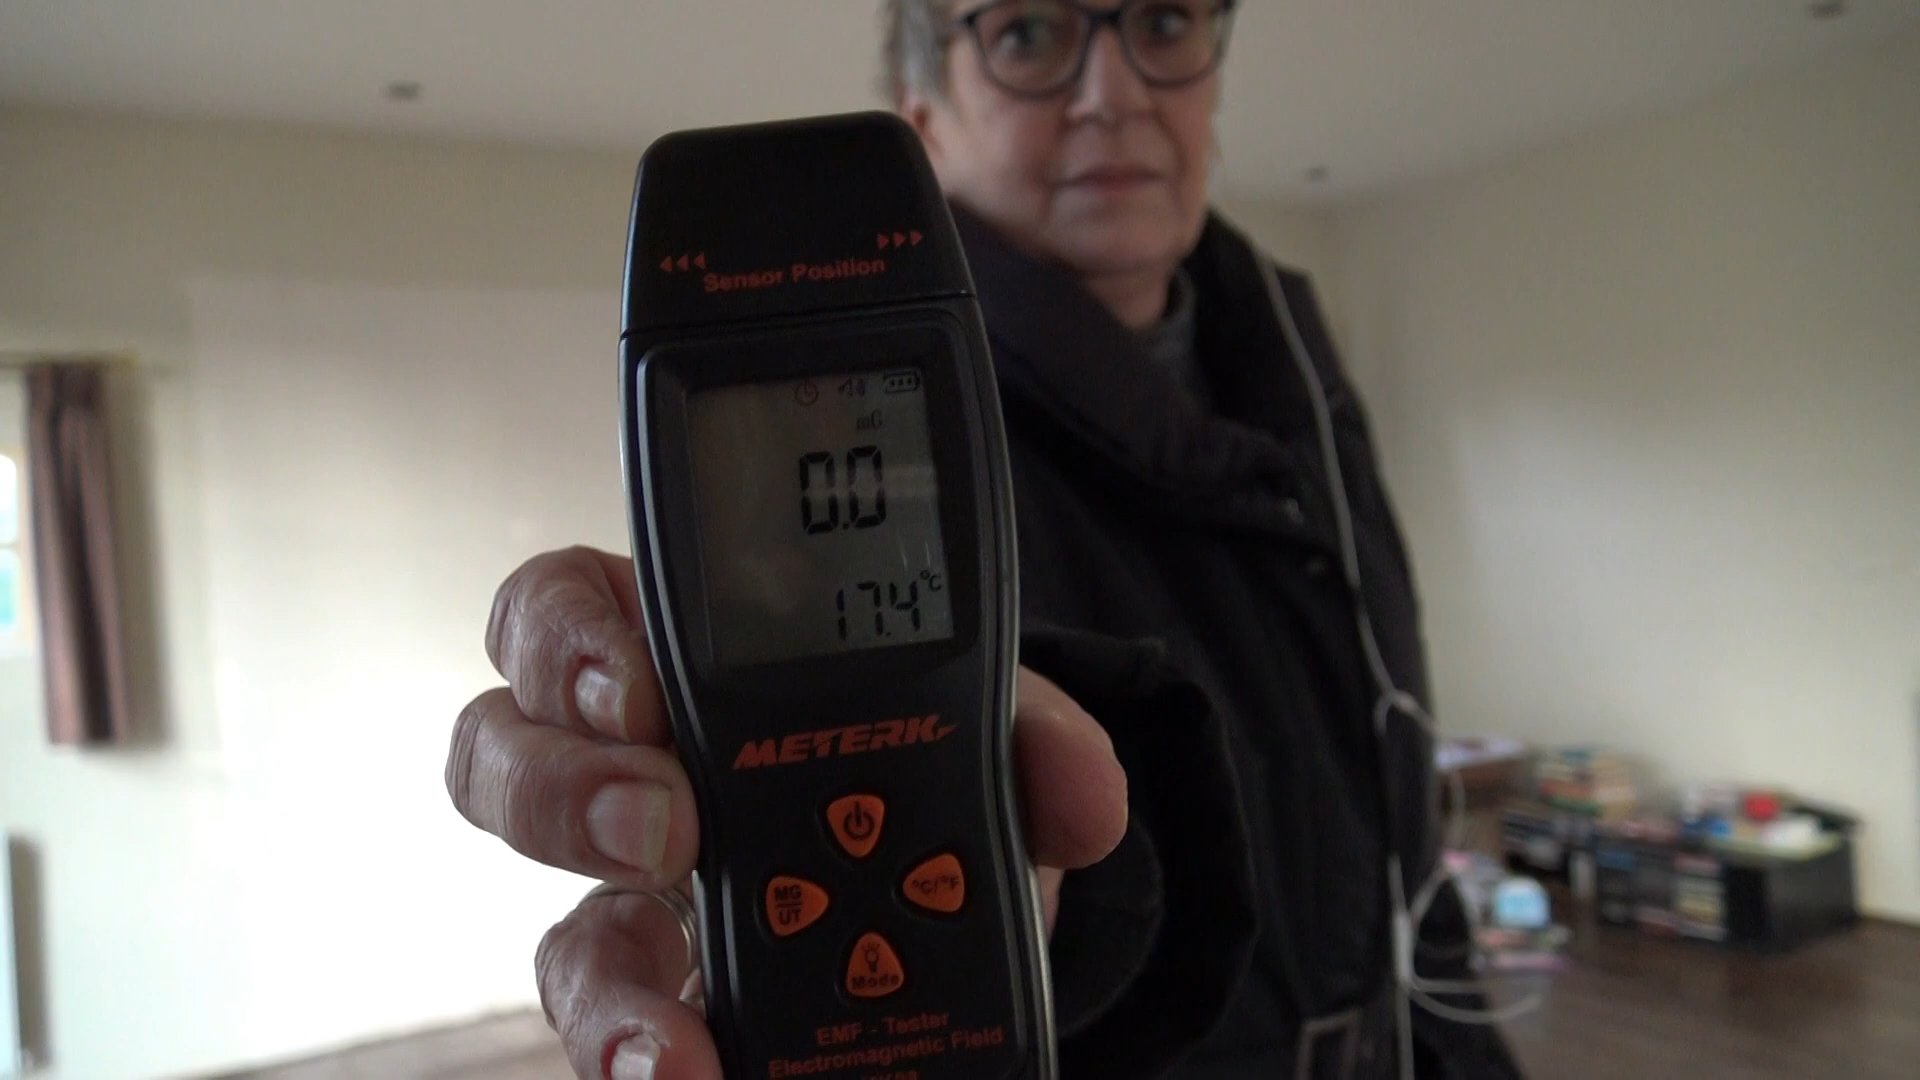 Sensor Position
mG
0.0
17.4°C
METERK
MG
UT
°C/°F
Mode
EMF - Tester
Electromagnetic Field